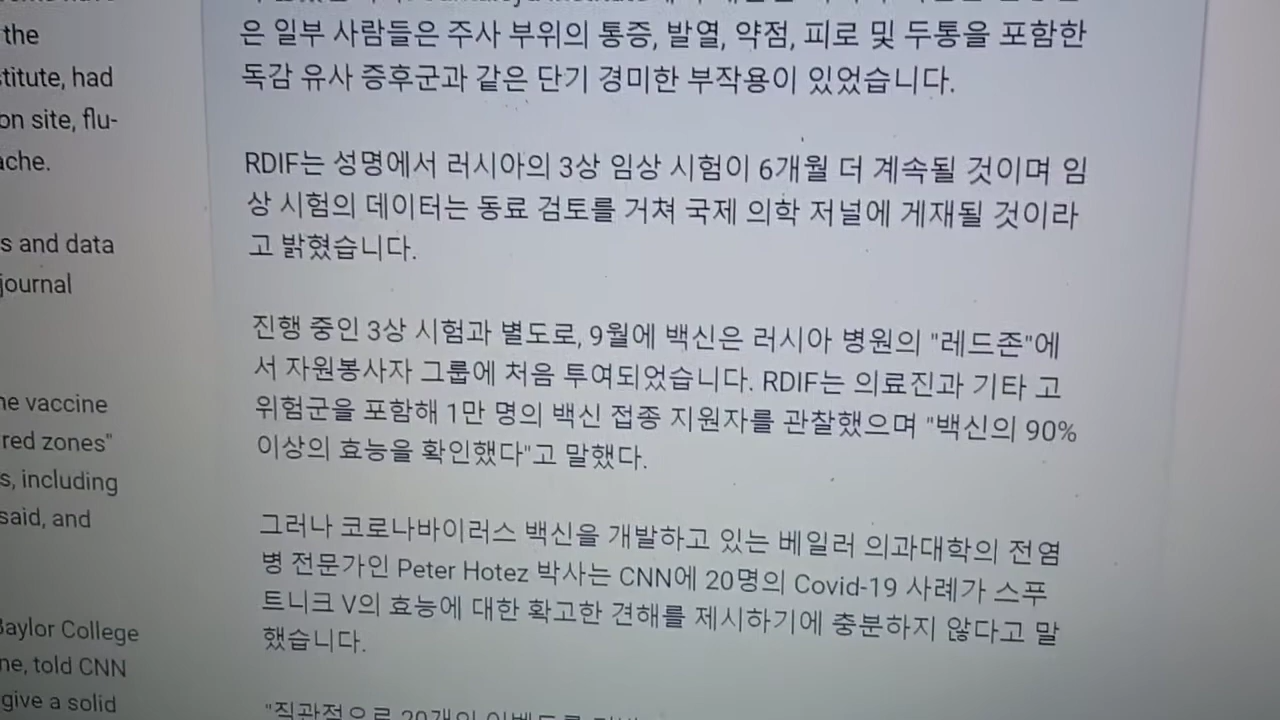 the
stitute, had
on site, flu-
ache.
s and data
journal
ne vaccine
red zones"
s, including
said, and
Baylor College
ne, told CNN
give a solid
은 일부 사람들은 주사 부위의 통증, 발열, 약점, 피로 및 두통을 포함한
독감 유사 증후군과 같은 단기 경미한 부작용이 있었습니다.
RDIF는 성명에서 러시아의 3상 임상 시험이 6개월 더 계속될 것이며 임
상 시험의 데이터는 동료 검토를 거쳐 국제 의학 저널에 게재될 것이라
고 밝혔습니다.
진행 중인 3상 시험과 별도로, 9월에 백신은 러시아 병원의 "레드존"에
서 자원봉사자 그룹에 처음 투여되었습니다. RDIF는 의료진과 기타 고
위험군을 포함해 1만 명의 백신 접종 지원자를 관찰했으며 "백신의 90%
이상의 효능을 확인했다"고 말했다.
그러나 코로나바이러스 백신을 개발하고 있는 베일러 의과대학의 전염
병 전문가인 Peter Hotez 박사는 CNN에 20명의 Covid-19 사례가 스푸
트니크 V의 효능에 대한 확고한 견해를 제시하기에 충분하지 않다고 말
했습니다.
"직관적으로 20개의